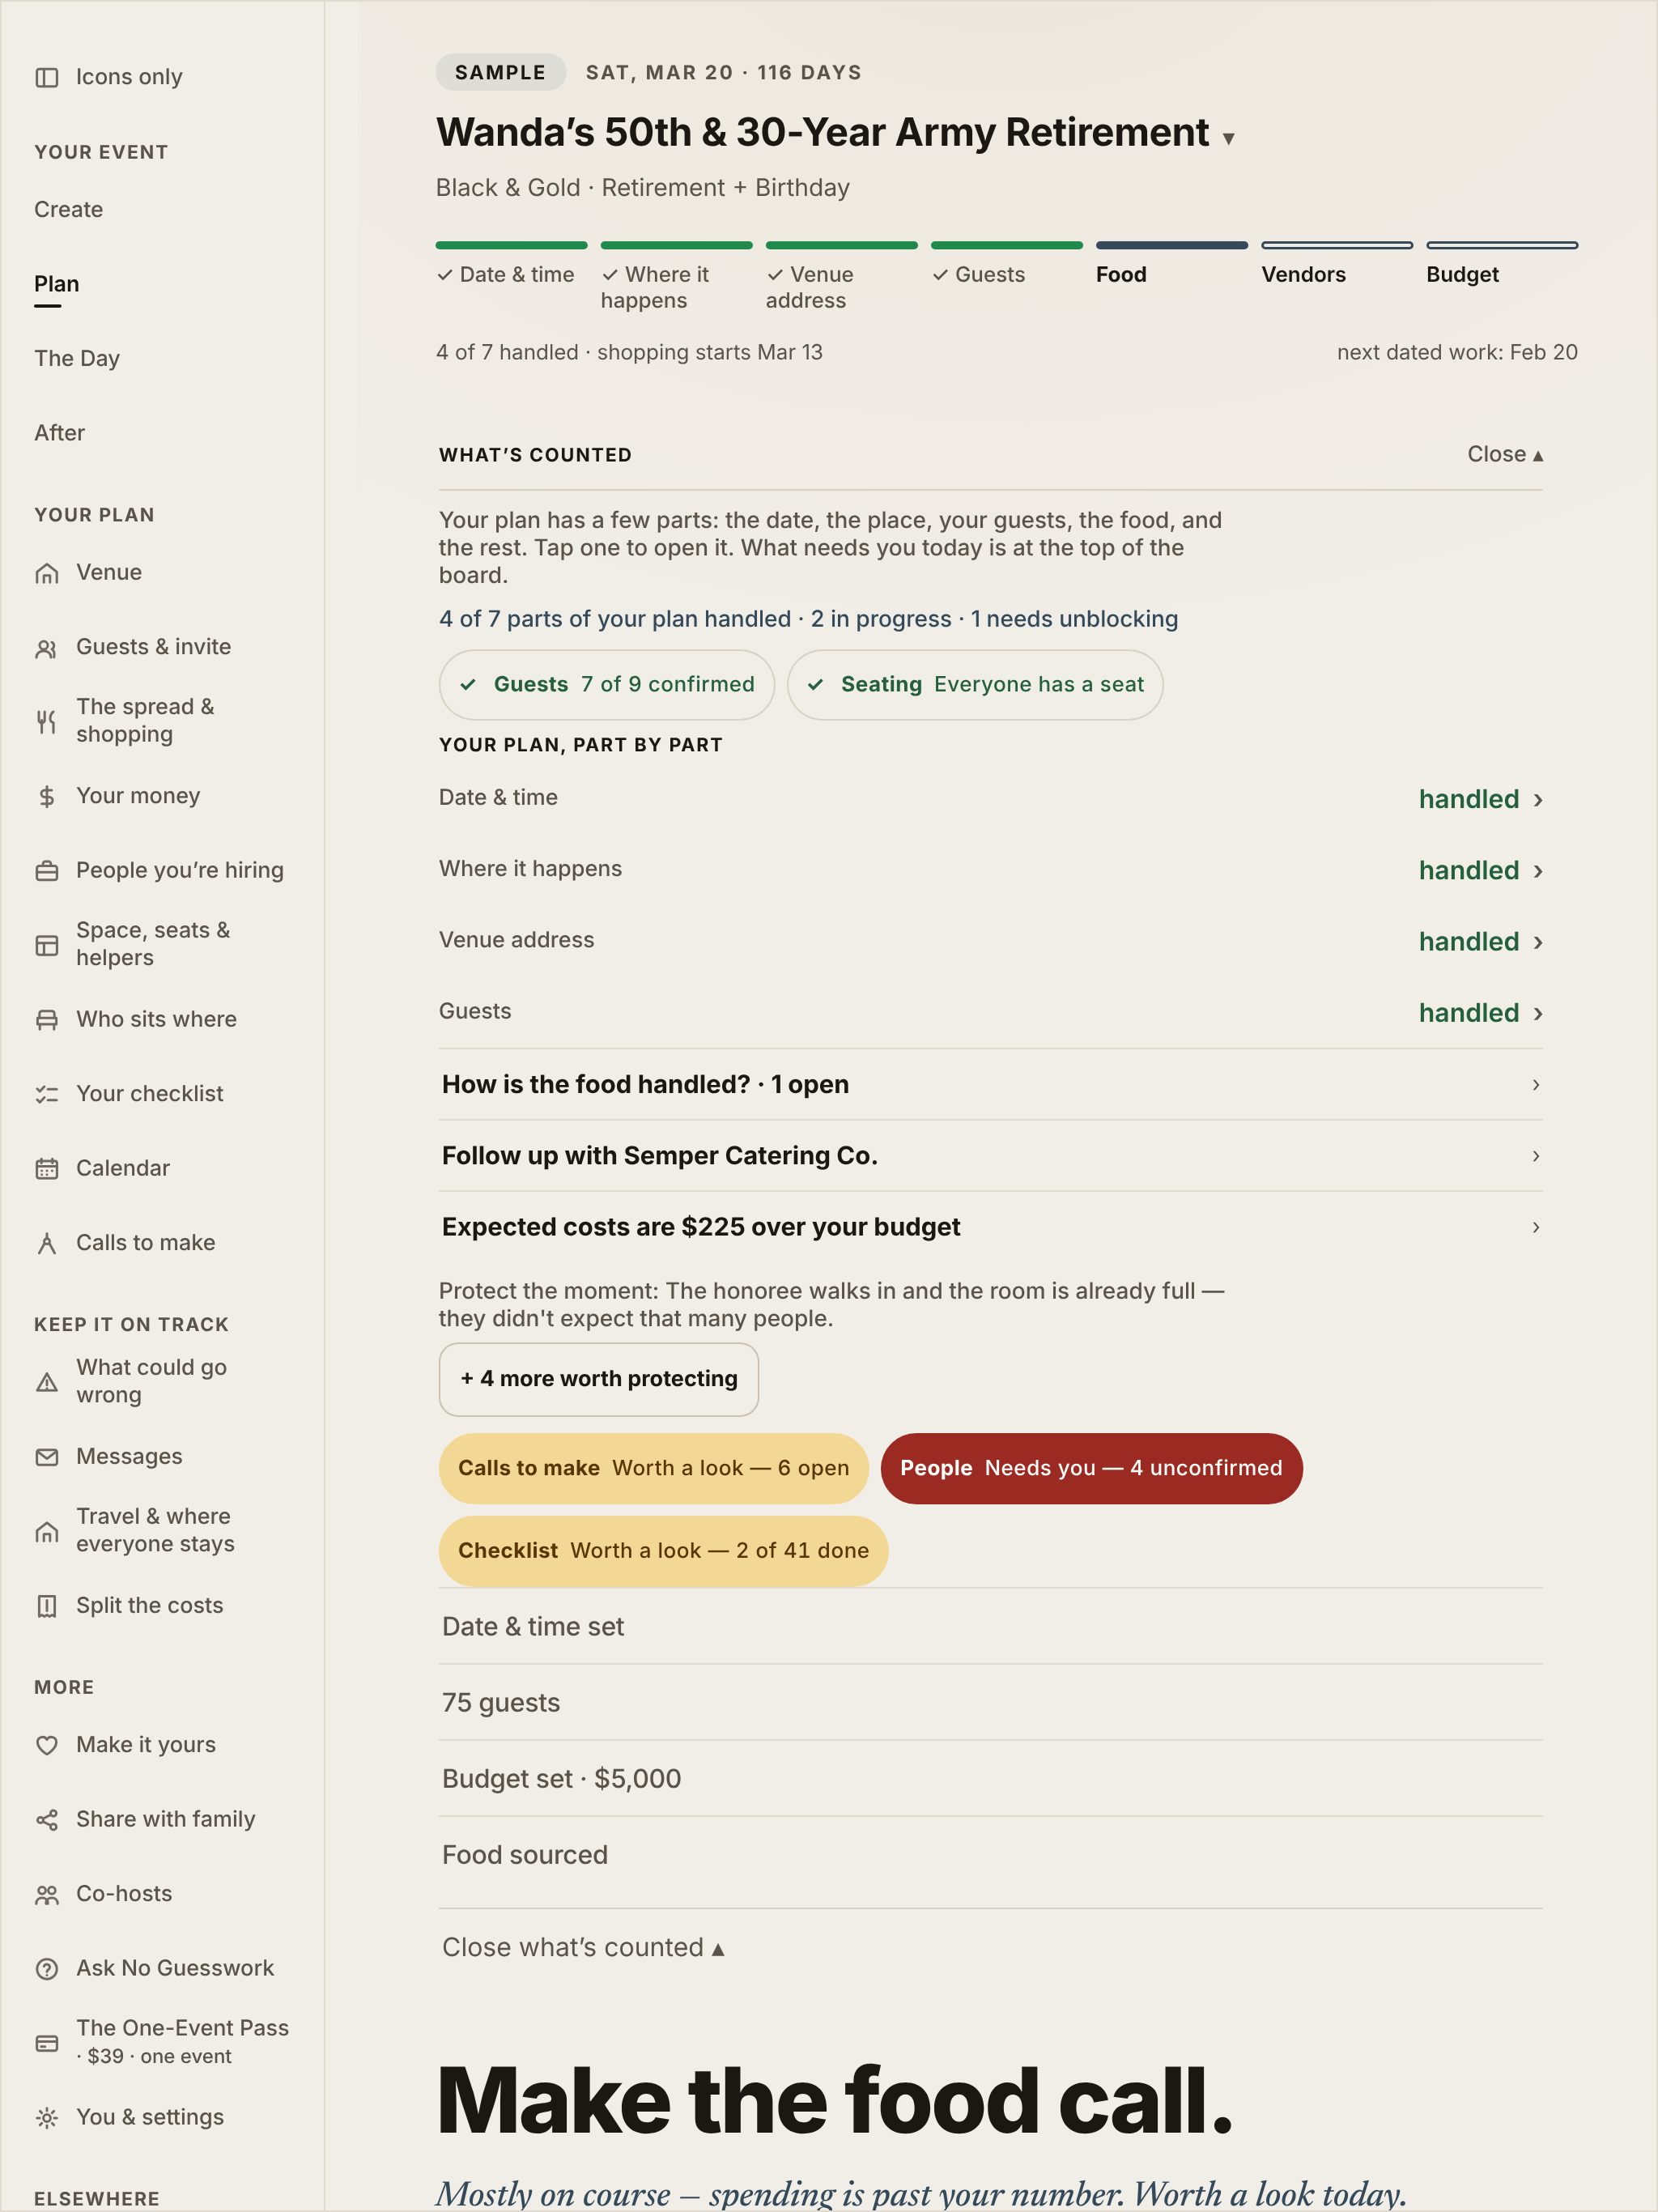 Icons only
YOUR EVENT
Create
Plan
The Day
After
YOUR PLAN
Venue
Guests & invite
The spread &
shopping
Your money
People you’re hiring
Space, seats &
helpers
Who sits where
Your checklist
Calendar
Calls to make
KEEP IT ON TRACK
What could go
wrong
Messages
Travel & where
everyone stays
Split the costs
MORE
Make it yours
Share with family
Co-hosts
Ask No Guesswork
The One-Event Pass
· $39 · one event
You & settings
ELSEWHERE
SAMPLE SAT, MAR 20 · 116 DAYS
Wanda’s 50th & 30-Year Army Retirement ▾
Black & Gold · Retirement + Birthday
✓ Date & time
✓ Where it
happens
✓ Venue
address
✓ Guests
Food
Vendors
Budget
4 of 7 handled · shopping starts Mar 13
next dated work: Feb 20
WHAT’S COUNTED
Close ▴
Your plan has a few parts: the date, the place, your guests, the food, and
the rest. Tap one to open it. What needs you today is at the top of the
board.
4 of 7 parts of your plan handled · 2 in progress · 1 needs unblocking
✓ Guests 7 of 9 confirmed
✓ Seating Everyone has a seat
YOUR PLAN, PART BY PART
Date & time handled ›
Where it happens handled ›
Venue address handled ›
Guests handled ›
How is the food handled? · 1 open ›
Follow up with Semper Catering Co. ›
Expected costs are $225 over your budget ›
Protect the moment: The honoree walks in and the room is already full —
they didn't expect that many people.
+ 4 more worth protecting
Calls to make Worth a look — 6 open
People Needs you — 4 unconfirmed
Checklist Worth a look — 2 of 41 done
Date & time set
75 guests
Budget set · $5,000
Food sourced
Close what’s counted ▴
Make the food call.
Mostly on course — spending is past your number. Worth a look today.